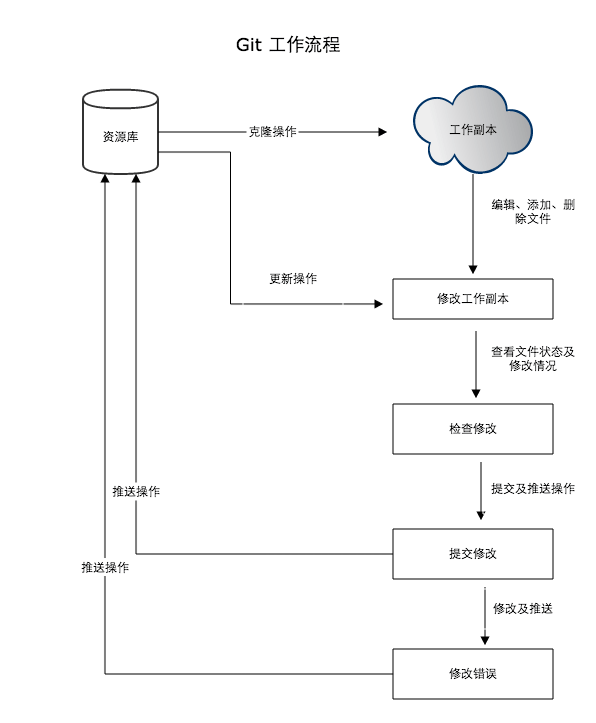 Git 工作流程
资源库
克隆操作
工作副本
编辑、添加、删
除文件
更新操作
修改工作副本
查看文件状态及
修改情况
检查修改
推送操作
提交及推送操作
提交修改
推送操作
修改及推送
修改错误